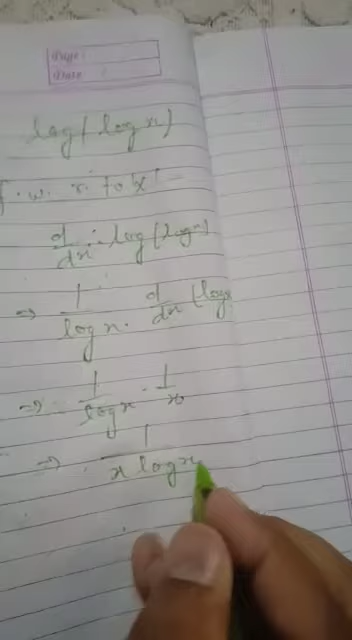 Page:
Date:
log(log x)
w. r. to 'x'
d/dx · log(log x)
⇒ 1/log x · d/dx (log x
⇒ 1/log x · 1/x
⇒ 1/x log x